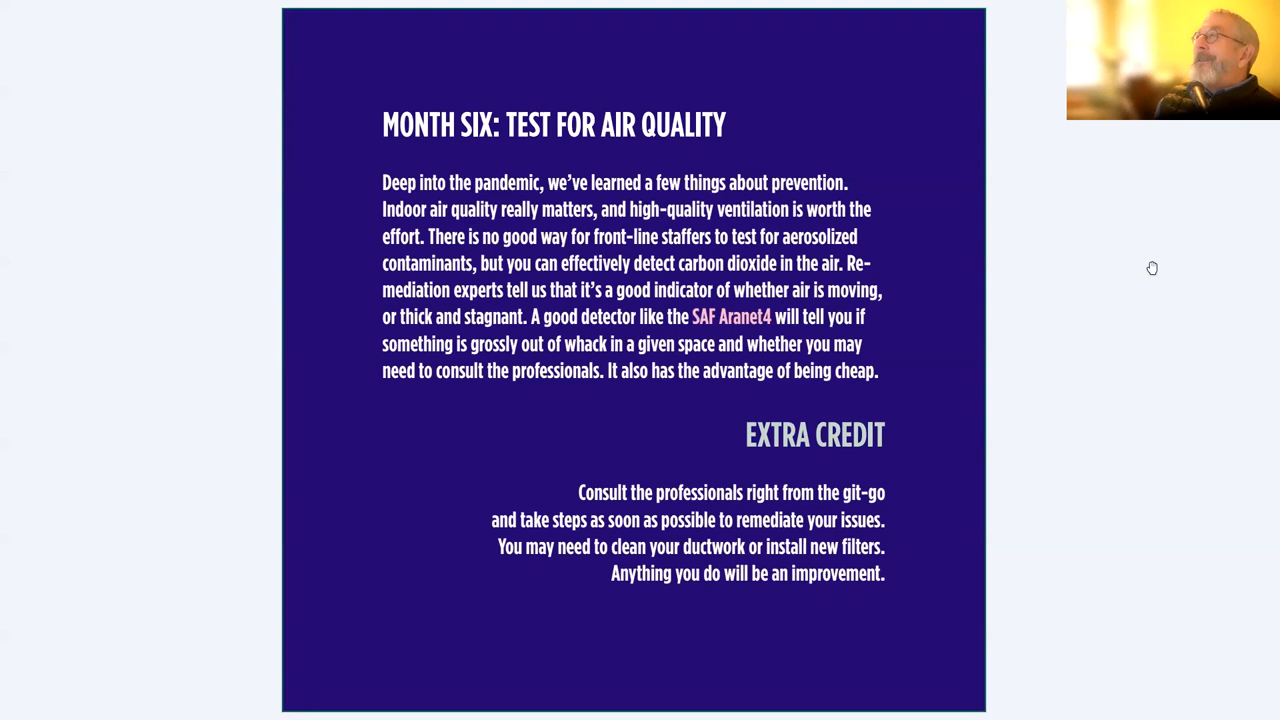 MONTH SIX: TEST FOR AIR QUALITY
Deep into the pandemic, we’ve learned a few things about prevention.
Indoor air quality really matters, and high-quality ventilation is worth the
effort. There is no good way for front-line staffers to test for aerosolized
contaminants, but you can effectively detect carbon dioxide in the air. Re-
mediation experts tell us that it’s a good indicator of whether air is moving,
or thick and stagnant. A good detector like the SAF Aranet4 will tell you if
something is grossly out of whack in a given space and whether you may
need to consult the professionals. It also has the advantage of being cheap.
EXTRA CREDIT
Consult the professionals right from the git-go
and take steps as soon as possible to remediate your issues.
You may need to clean your ductwork or install new filters.
Anything you do will be an improvement.